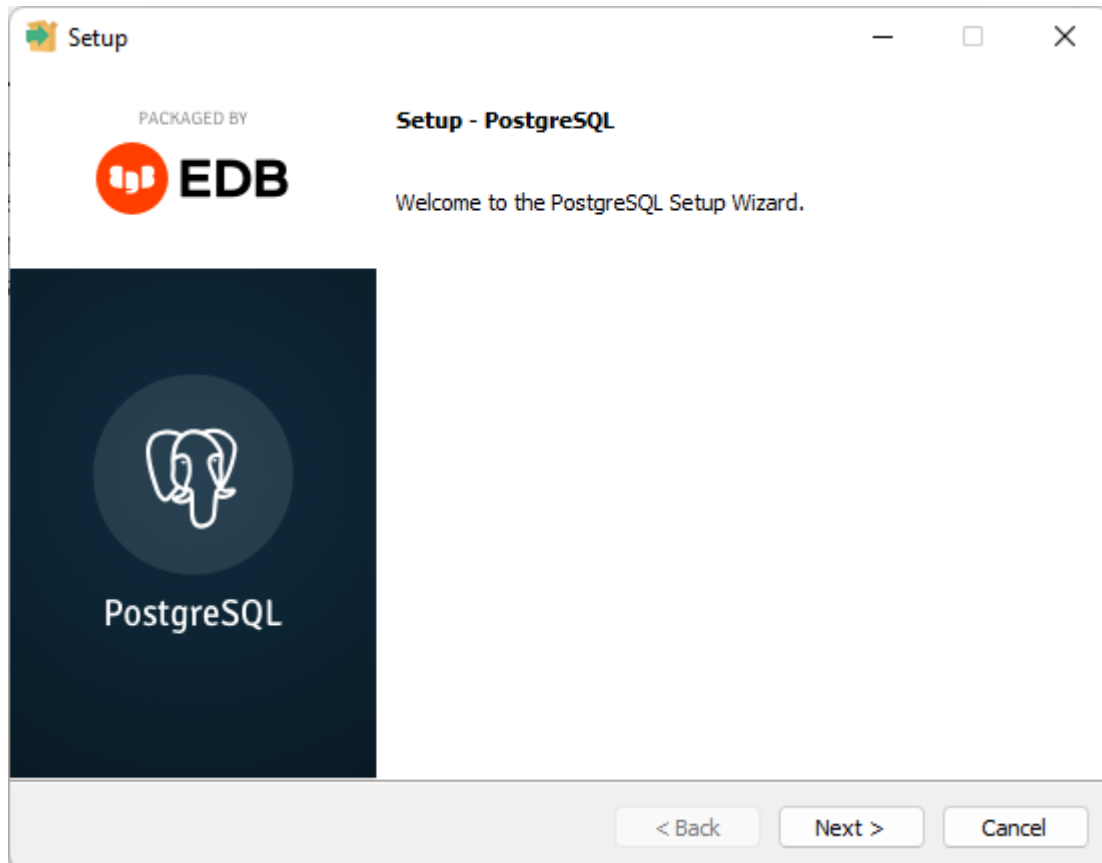 Setup
PACKAGED BY
EDB
Setup - PostgreSQL
Welcome to the PostgreSQL Setup Wizard.
PostgreSQL
< Back
Next >
Cancel